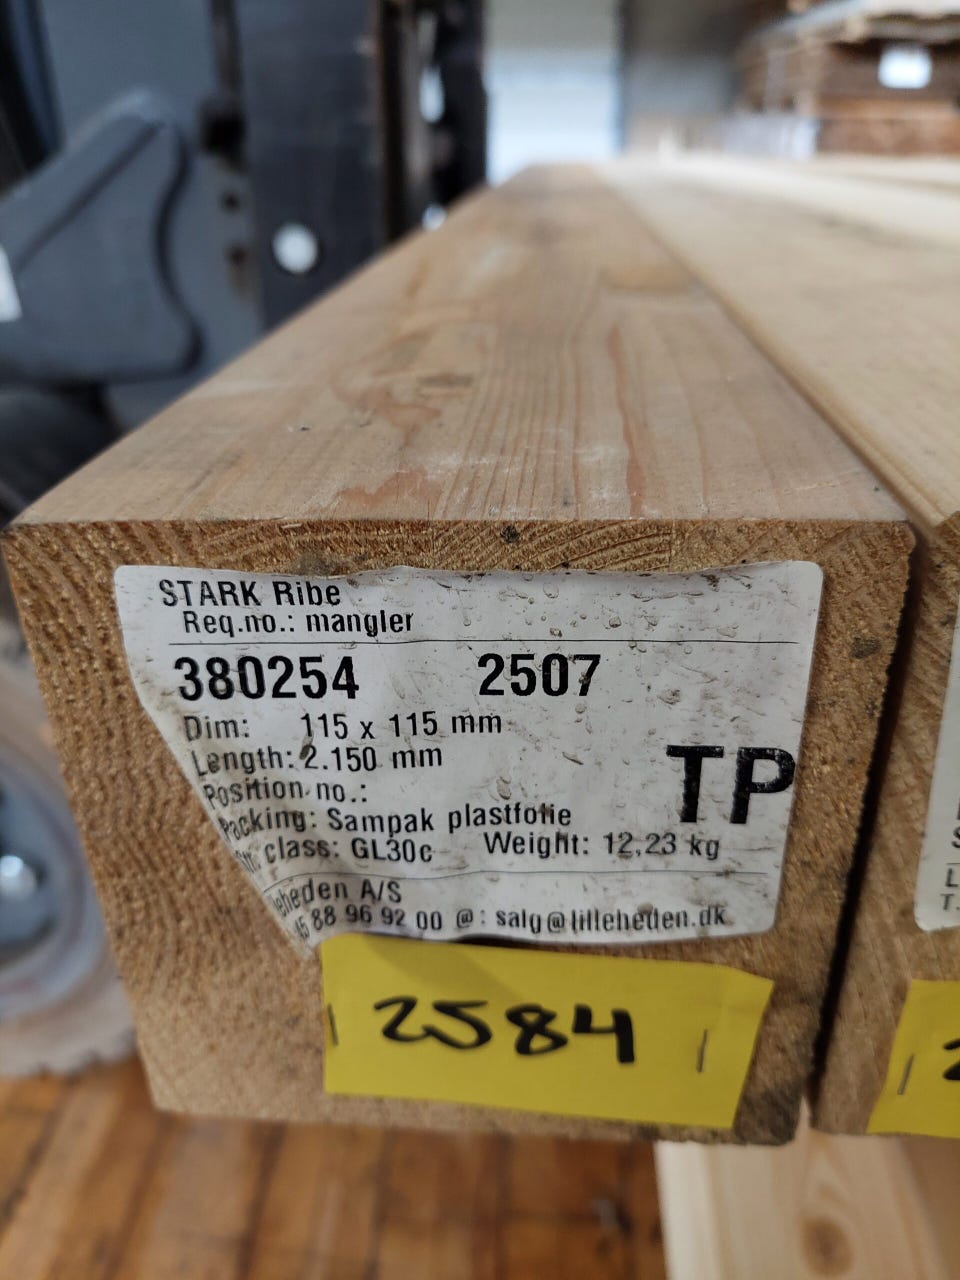 STARK Ribe
Req.no.: mangler
380254 2507
Dim: 115 x 115 mm
Length: 2.150 mm
Position no.:
TP
Packing: Sampak plastfolie
class: GL30c Weight: 12,23 kg
A/S
45 88 96 92 00 @: salg@lilleheden.dk
2584